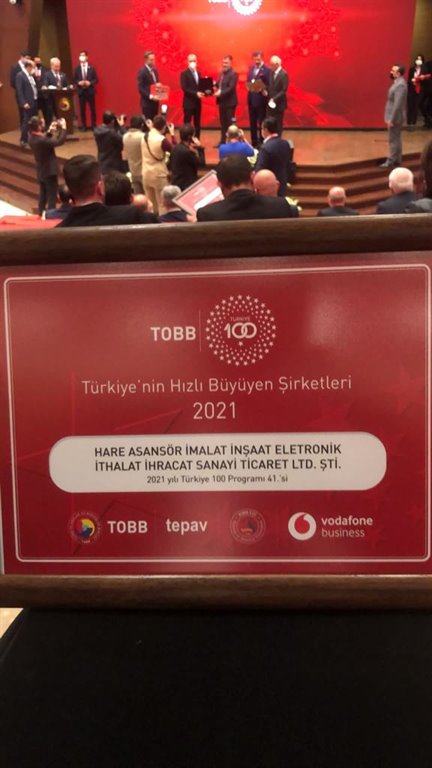 TOBB
TÜRKİYE
100
Türkiye'nin Hızlı Büyüyen Şirketleri
2021
HARE ASANSÖR İMALAT İNŞAAT ELETRONİK
İTHALAT İHRACAT SANAYİ TİCARET LTD. ŞTİ.
2021 yılı Türkiye 100 Programı 41.'si
TOBB
tepav
vodafone
business